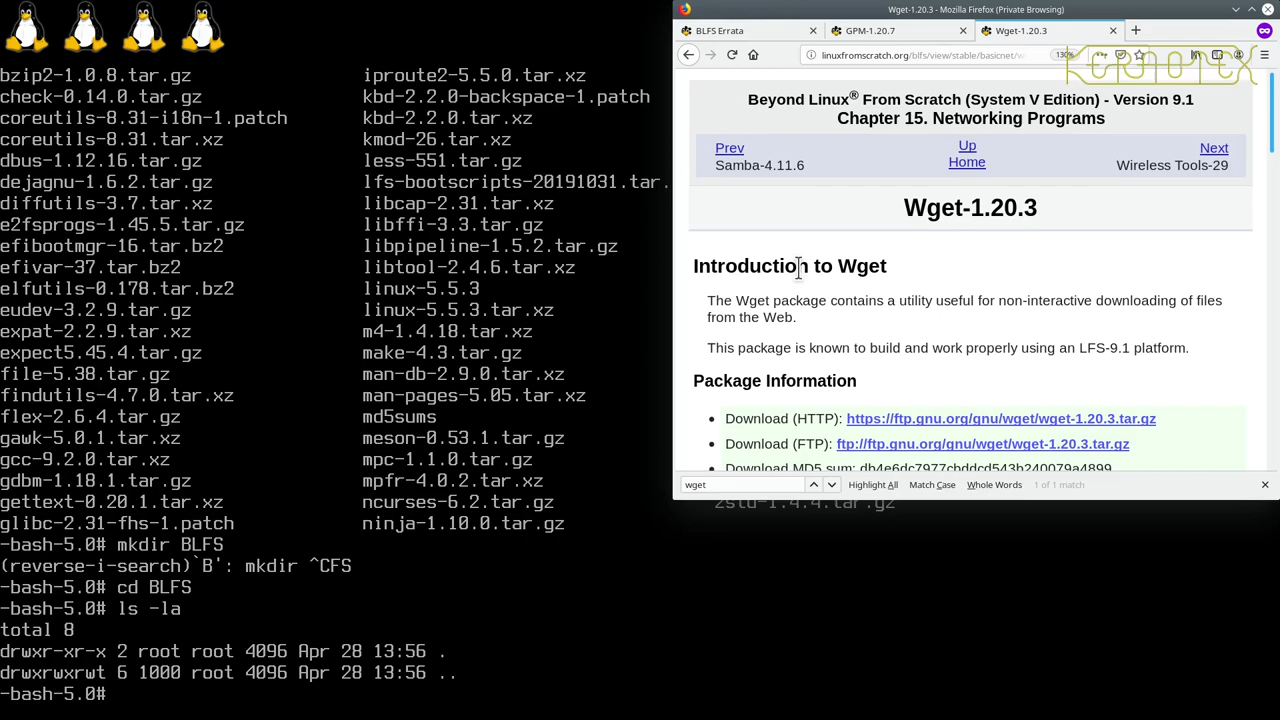 bzip2-1.0.8.tar.gz iproute2-5.5.0.tar.xz
check-0.14.0.tar.gz kbd-2.2.0-backspace-1.patch
coreutils-8.31-i18n-1.patch kbd-2.2.0.tar.xz
coreutils-8.31.tar.xz kmod-26.tar.xz
dbus-1.12.16.tar.gz less-551.tar.gz
dejagnu-1.6.2.tar.gz lfs-bootscripts-20191031.tar.
diffutils-3.7.tar.xz libcap-2.31.tar.xz
e2fsprogs-1.45.5.tar.gz libffi-3.3.tar.gz
efibootmgr-16.tar.bz2 libpipeline-1.5.2.tar.gz
efivar-37.tar.bz2 libtool-2.4.6.tar.xz
elfutils-0.178.tar.bz2 linux-5.5.3
eudev-3.2.9.tar.gz linux-5.5.3.tar.xz
expat-2.2.9.tar.xz m4-1.4.18.tar.xz
expect5.45.4.tar.gz make-4.3.tar.gz
file-5.38.tar.gz man-db-2.9.0.tar.xz
findutils-4.7.0.tar.xz man-pages-5.05.tar.xz
flex-2.6.4.tar.gz md5sums
gawk-5.0.1.tar.xz meson-0.53.1.tar.gz
gcc-9.2.0.tar.xz mpc-1.1.0.tar.gz
gdbm-1.18.1.tar.gz mpfr-4.0.2.tar.xz
gettext-0.20.1.tar.xz ncurses-6.2.tar.gz
glibc-2.31-fhs-1.patch ninja-1.10.0.tar.gz
-bash-5.0# mkdir BLFS
(reverse-i-search)`B': mkdir ^CFS
-bash-5.0# cd BLFS
-bash-5.0# ls -la
total 8
drwxr-xr-x 2 root root 4096 Apr 28 13:56 .
drwxrwxrwt 6 1000 root 4096 Apr 28 13:56 ..
-bash-5.0#
Wget-1.20.3 - Mozilla Firefox (Private Browsing)
BLFS Errata GPM-1.20.7 Wget-1.20.3
linuxfromscratch.org/blfs/view/stable/basicnet/ 130%
Beyond Linux® From Scratch (System V Edition) - Version 9.1
Chapter 15. Networking Programs
Prev Up Next
Samba-4.11.6 Home Wireless Tools-29
Wget-1.20.3
Introduction to Wget
The Wget package contains a utility useful for non-interactive downloading of files
from the Web.
This package is known to build and work properly using an LFS-9.1 platform.
Package Information
Download (HTTP): https://ftp.gnu.org/gnu/wget/wget-1.20.3.tar.gz
Download (FTP): ftp://ftp.gnu.org/gnu/wget/wget-1.20.3.tar.gz
Download MD5 sum: db4e6dc7977cbddcd543b240079a4899
wget Highlight All Match Case Whole Words 1 of 1 match